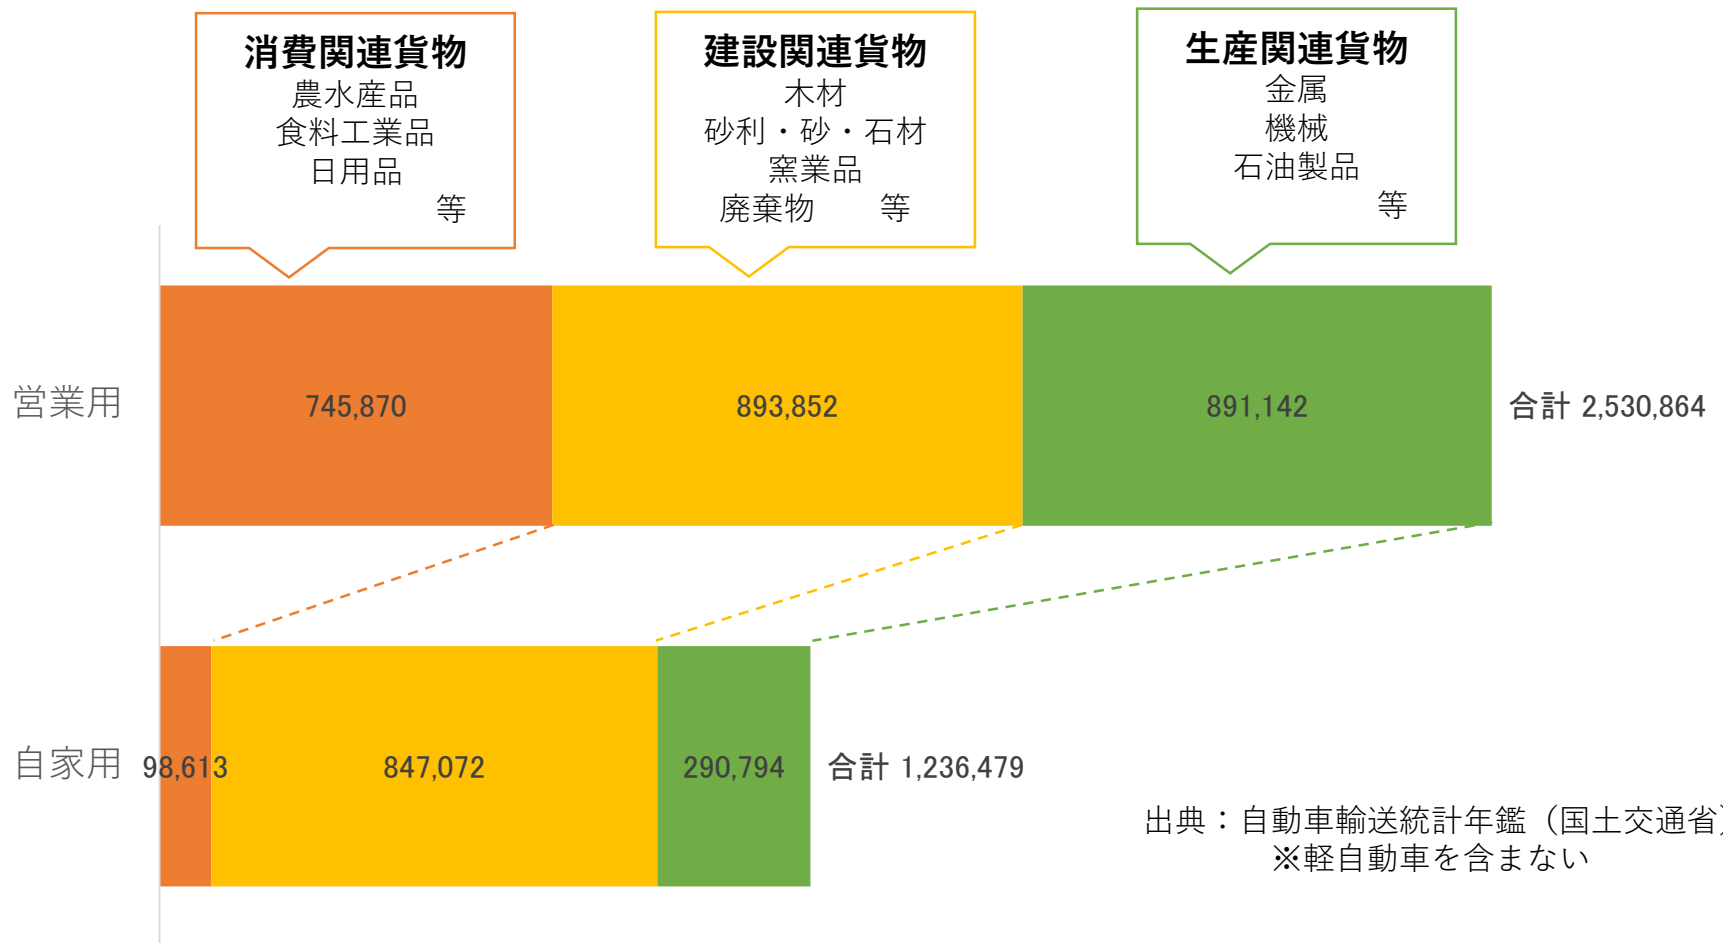 消費関連貨物
農水産品
食料工業品
日用品
等
建設関連貨物
木材
砂利・砂・石材
窯業品
廃棄物 等
生産関連貨物
金属
機械
石油製品
等
営業用 745,870 893,852 891,142 合計 2,530,864
自家用 98,613 847,072 290,794 合計 1,236,479
出典：自動車輸送統計年鑑（国土交通省）
※軽自動車を含まない